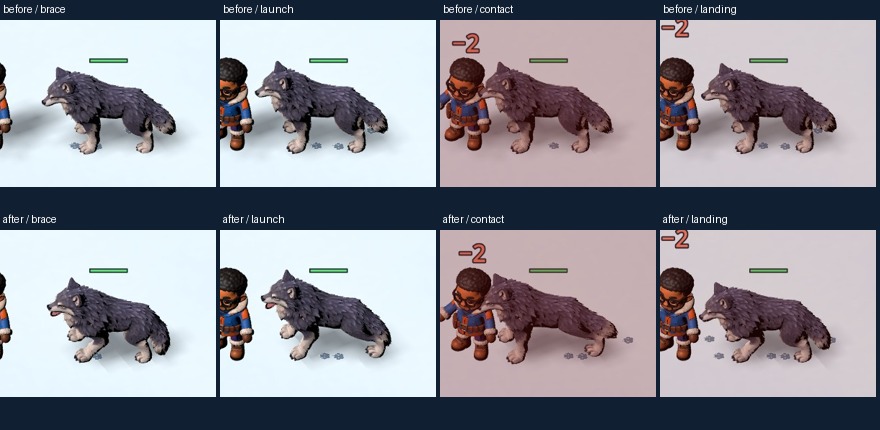 before / brace
before / launch
before / contact
before / landing
-2
-2
after / brace
after / launch
after / contact
after / landing
-2
-2